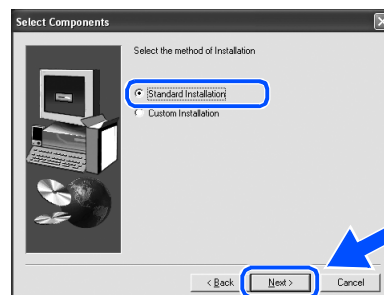 Select Components
Select the method of Installation
Standard Installation
Custom Installation
< Back
Next >
Cancel